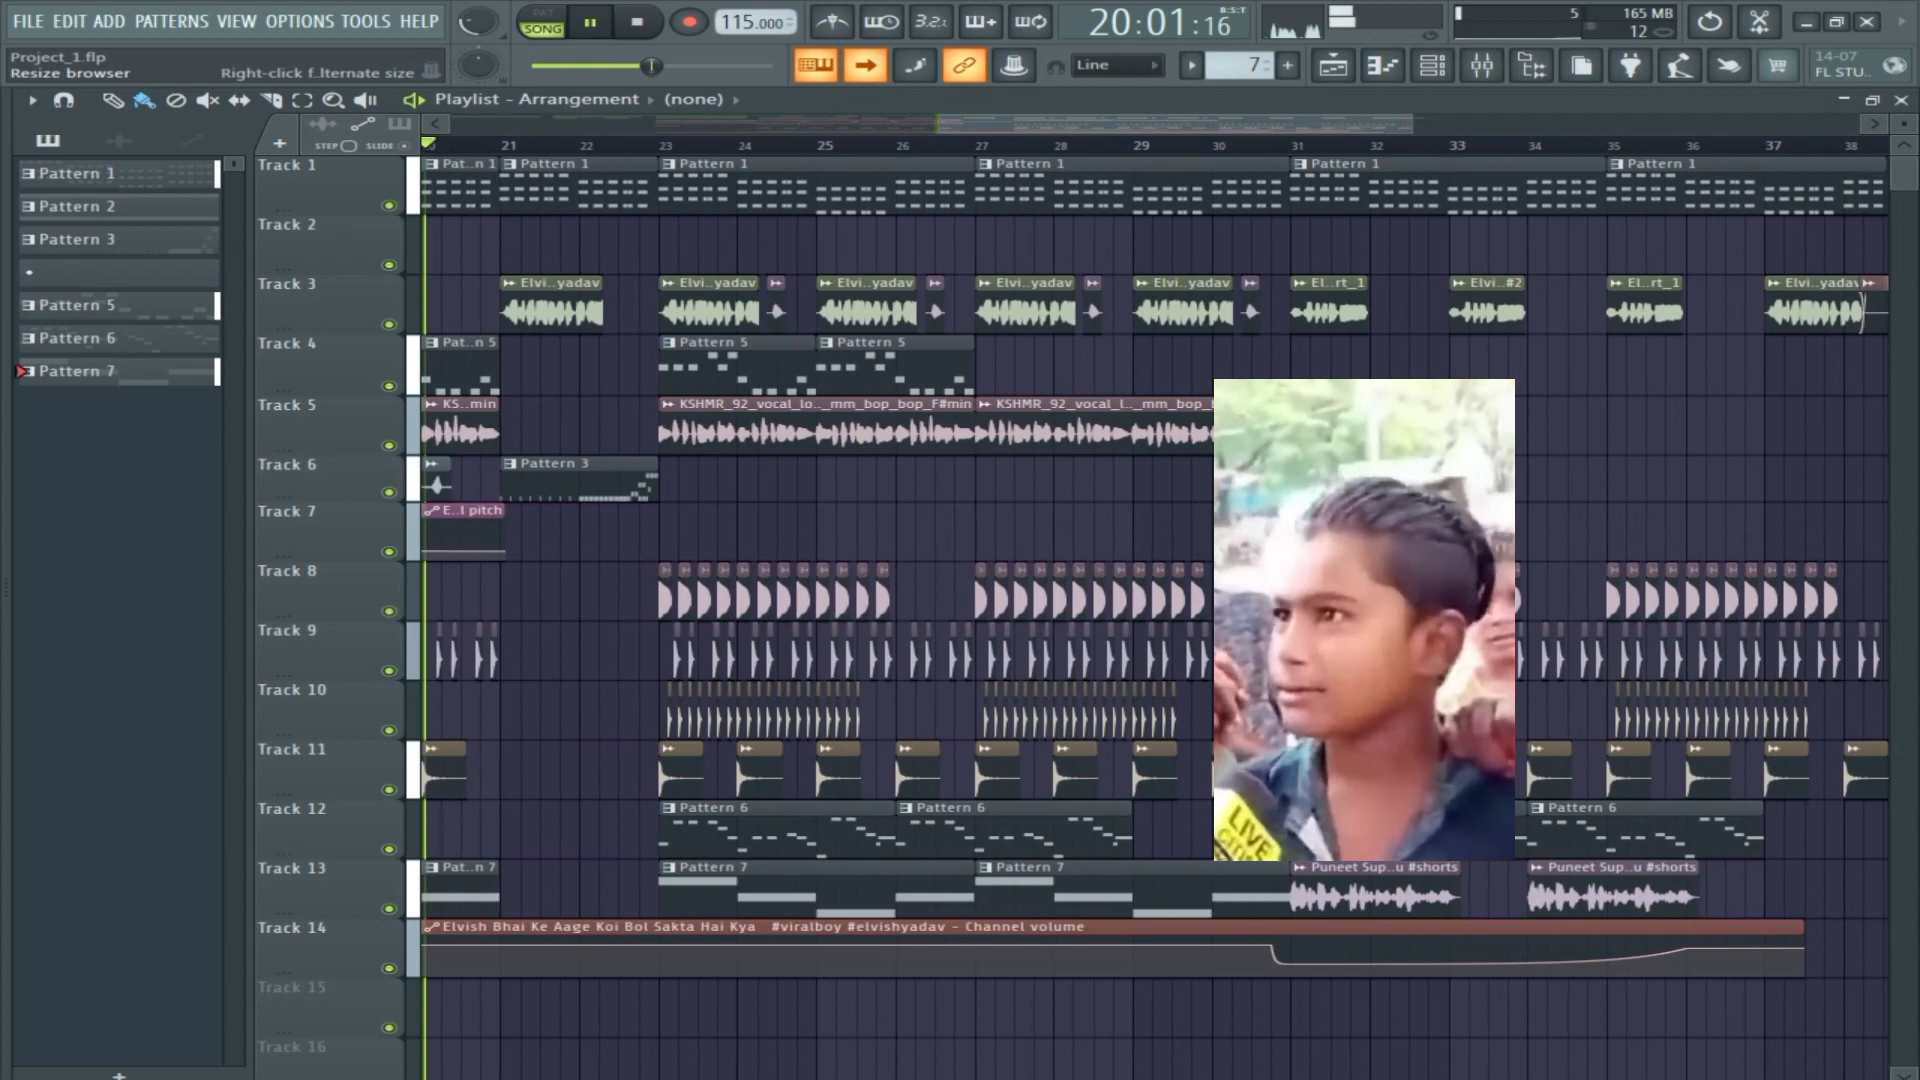 FILE EDIT ADD PATTERNS VIEW OPTIONS TOOLS HELP
PAT
SONG
115.000
3.2.
20:01:16
B:S:T
5
165 MB
12
Project_1.flp
Resize browser
Right-click f..lternate size
Line
7
14-07
FL STU..
Playlist - Arrangement
(none)
STEP
SLIDE
21 22 23 24 25 26 27 28 29 30 31 32 33 34 35 36 37 38
Pattern 1
Pattern 2
Pattern 3
Pattern 5
Pattern 6
Pattern 7
Track 1
Pat..n 1
Pattern 1
Pattern 1
Pattern 1
Pattern 1
Pattern 1
Track 2
Track 3
Elvi..yadav
Elvi..yadav
Elvi..yadav
Elvi..yadav
Elvi..yadav
El..rt_1
Elvi..#2
El..rt_1
Elvi..yadav
Track 4
Pat..n 5
Pattern 5
Pattern 5
Track 5
KS..min
KSHMR_92_vocal_lo.._mm_bop_bop_F#min
KSHMR_92_vocal_l.._mm_bop_
Track 6
Pattern 3
Track 7
E..l pitch
Track 8
Track 9
Track 10
Track 11
Track 12
Pattern 6
Pattern 6
Pattern 6
Track 13
Pat..n 7
Pattern 7
Pattern 7
Puneet Sup..u #shorts
Puneet Sup..u #shorts
Track 14
Elvish Bhai Ke Aage Koi Bol Sakta Hai Kya #viralboy #elvishyadav - Channel volume
Track 15
Track 16
LIVE